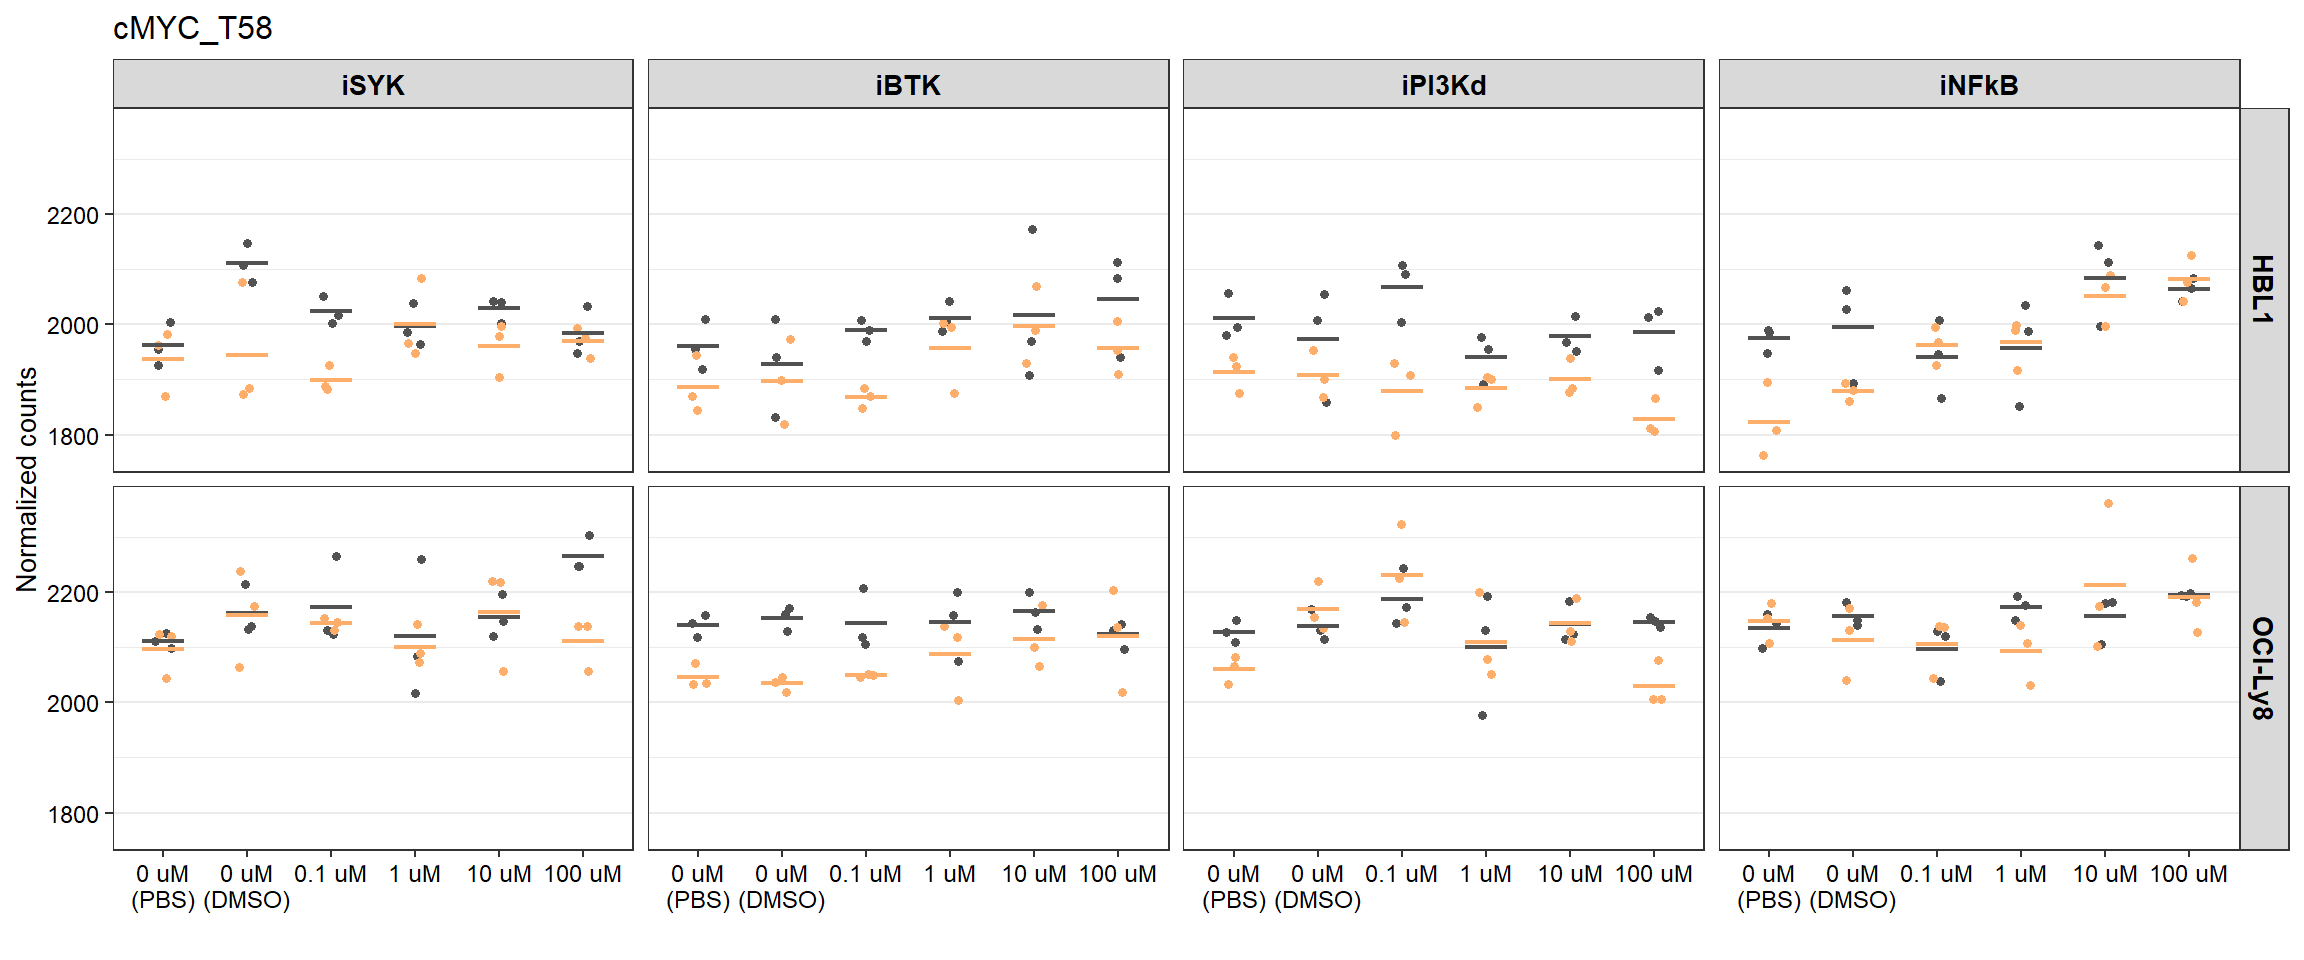 cMYC_T58
iSYK iBTK iPI3Kd iNFkB
Normalized counts
2200
2000
1800
HBL1
2200
2000
1800
OCI-Ly8
0 uM 0 uM 0.1 uM 1 uM 10 uM 100 uM 0 uM 0 uM 0.1 uM 1 uM 10 uM 100 uM 0 uM 0 uM 0.1 uM 1 uM 10 uM 100 uM 0 uM 0 uM 0.1 uM 1 uM 10 uM 100 uM
(PBS) (DMSO) (PBS) (DMSO) (PBS) (DMSO) (PBS) (DMSO)